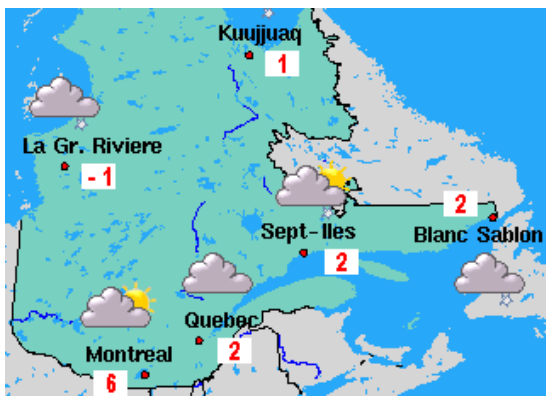 Kuujjuaq
1
La Gr. Riviere
- 1
2
Sept-Iles
Blanc Sablon
2
Quebec
2
Montreal
6